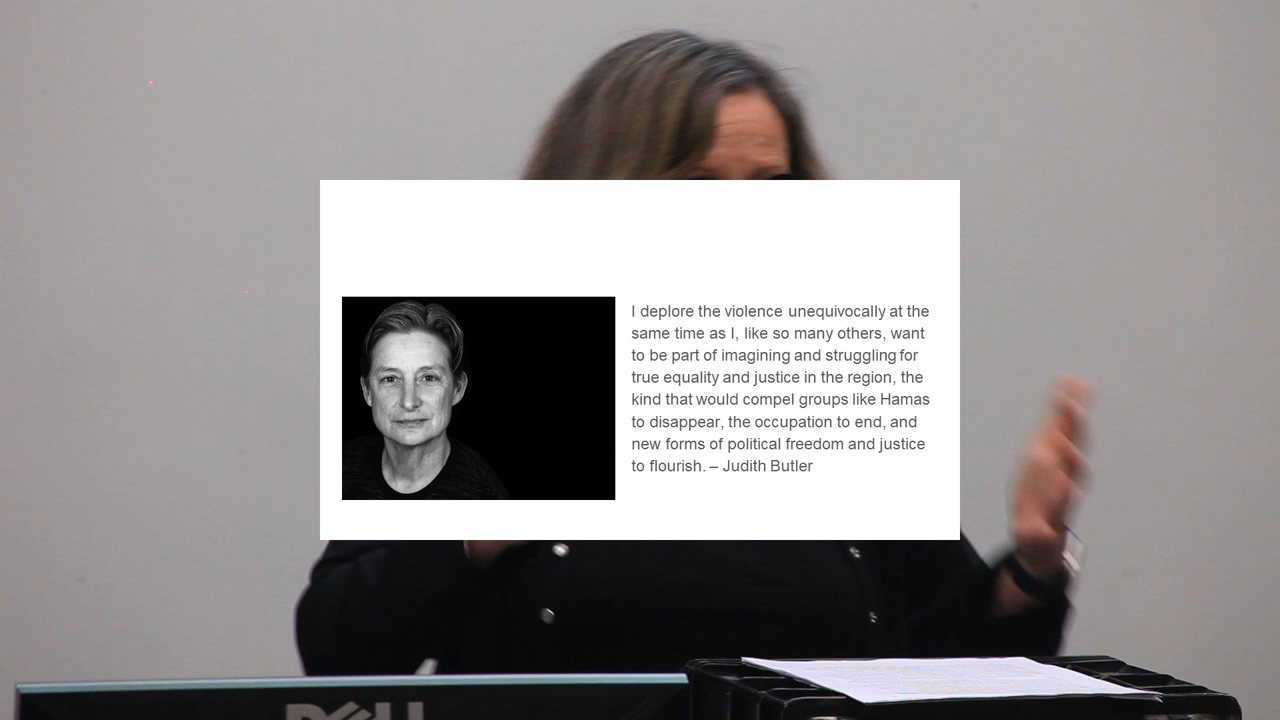 I deplore the violence unequivocally at the
same time as I, like so many others, want
to be part of imagining and struggling for
true equality and justice in the region, the
kind that would compel groups like Hamas
to disappear, the occupation to end, and
new forms of political freedom and justice
to flourish. – Judith Butler
DELL